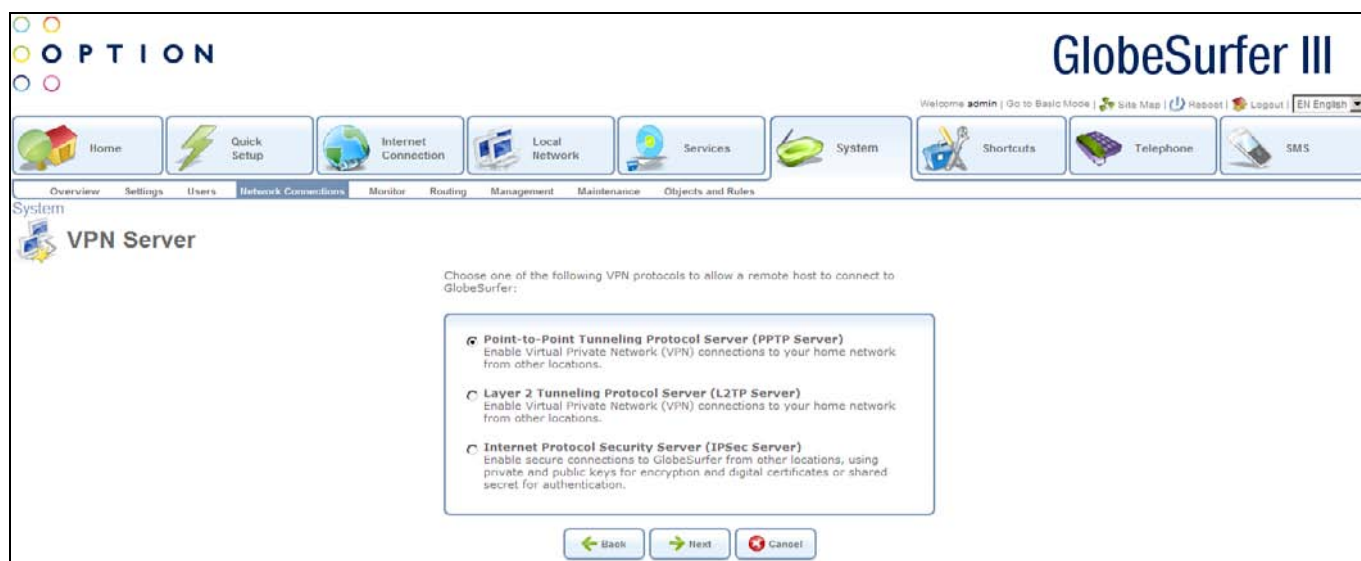 OPTION
GlobeSurfer III
Welcome admin | Go to Basic Mode | Site Map | Reboot | Logout | EN English
Home
Quick
Setup
Internet
Connection
Local
Network
Services
System
Shortcuts
Telephone
SMS
Overview Settings Users Network Connections Monitor Routing Management Maintenance Objects and Rules
System
VPN Server
Choose one of the following VPN protocols to allow a remote host to connect to
GlobeSurfer:
Point-to-Point Tunneling Protocol Server (PPTP Server)
Enable Virtual Private Network (VPN) connections to your home network
from other locations.
Layer 2 Tunneling Protocol Server (L2TP Server)
Enable Virtual Private Network (VPN) connections to your home network
from other locations.
Internet Protocol Security Server (IPSec Server)
Enable secure connections to GlobeSurfer from other locations, using
private and public keys for encryption and digital certificates or shared
secret for authentication.
Back
Next
Cancel